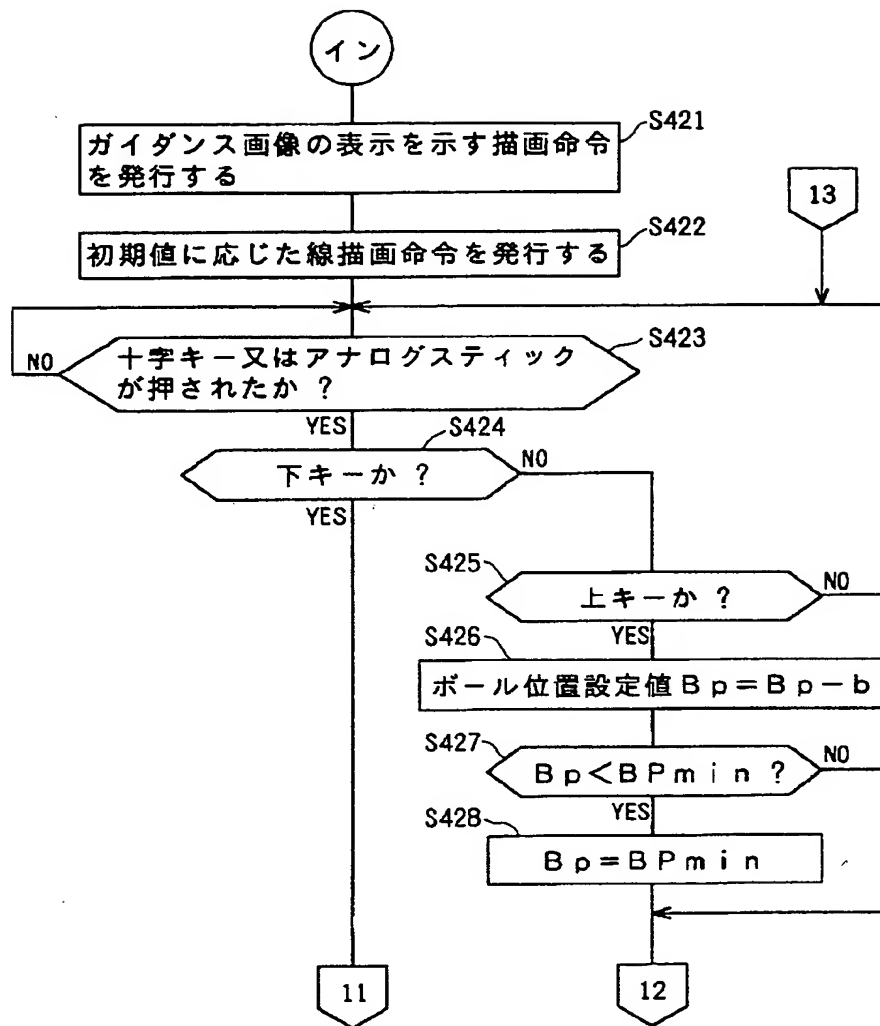 イン
S421
ガイダンス画像の表示を示す描画命令
を発行する
13
S422
初期値に応じた線描画命令を発行する
S423
十字キー又はアナログスティック
が押されたか ?
NO
YES
S424
下キーか ?
NO
YES
S425
上キーか ?
NO
YES
S426
ボール位置設定値Bp=Bp-b
S427
Bp<BPmin?
NO
YES
S428
Bp=BPmin
11
12